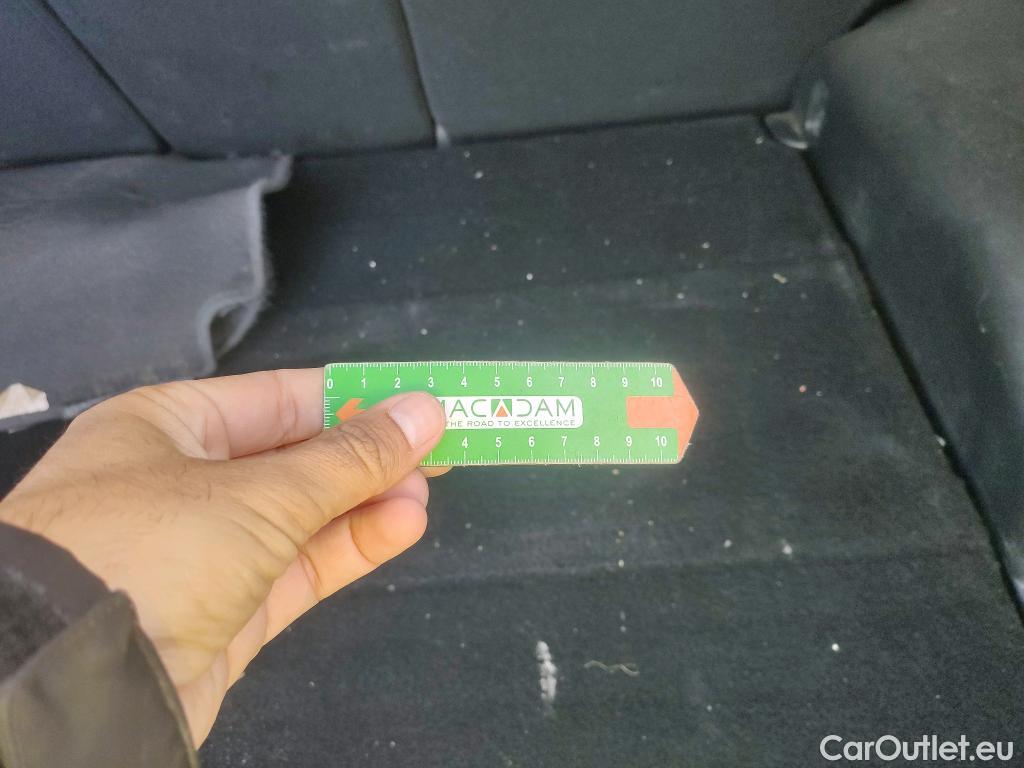 0 1 2 3 4 5 6 7 8 9 10
MACADAM
THE ROAD TO EXCELLENCE
4 5 6 7 8 9 10
CarOutlet.eu